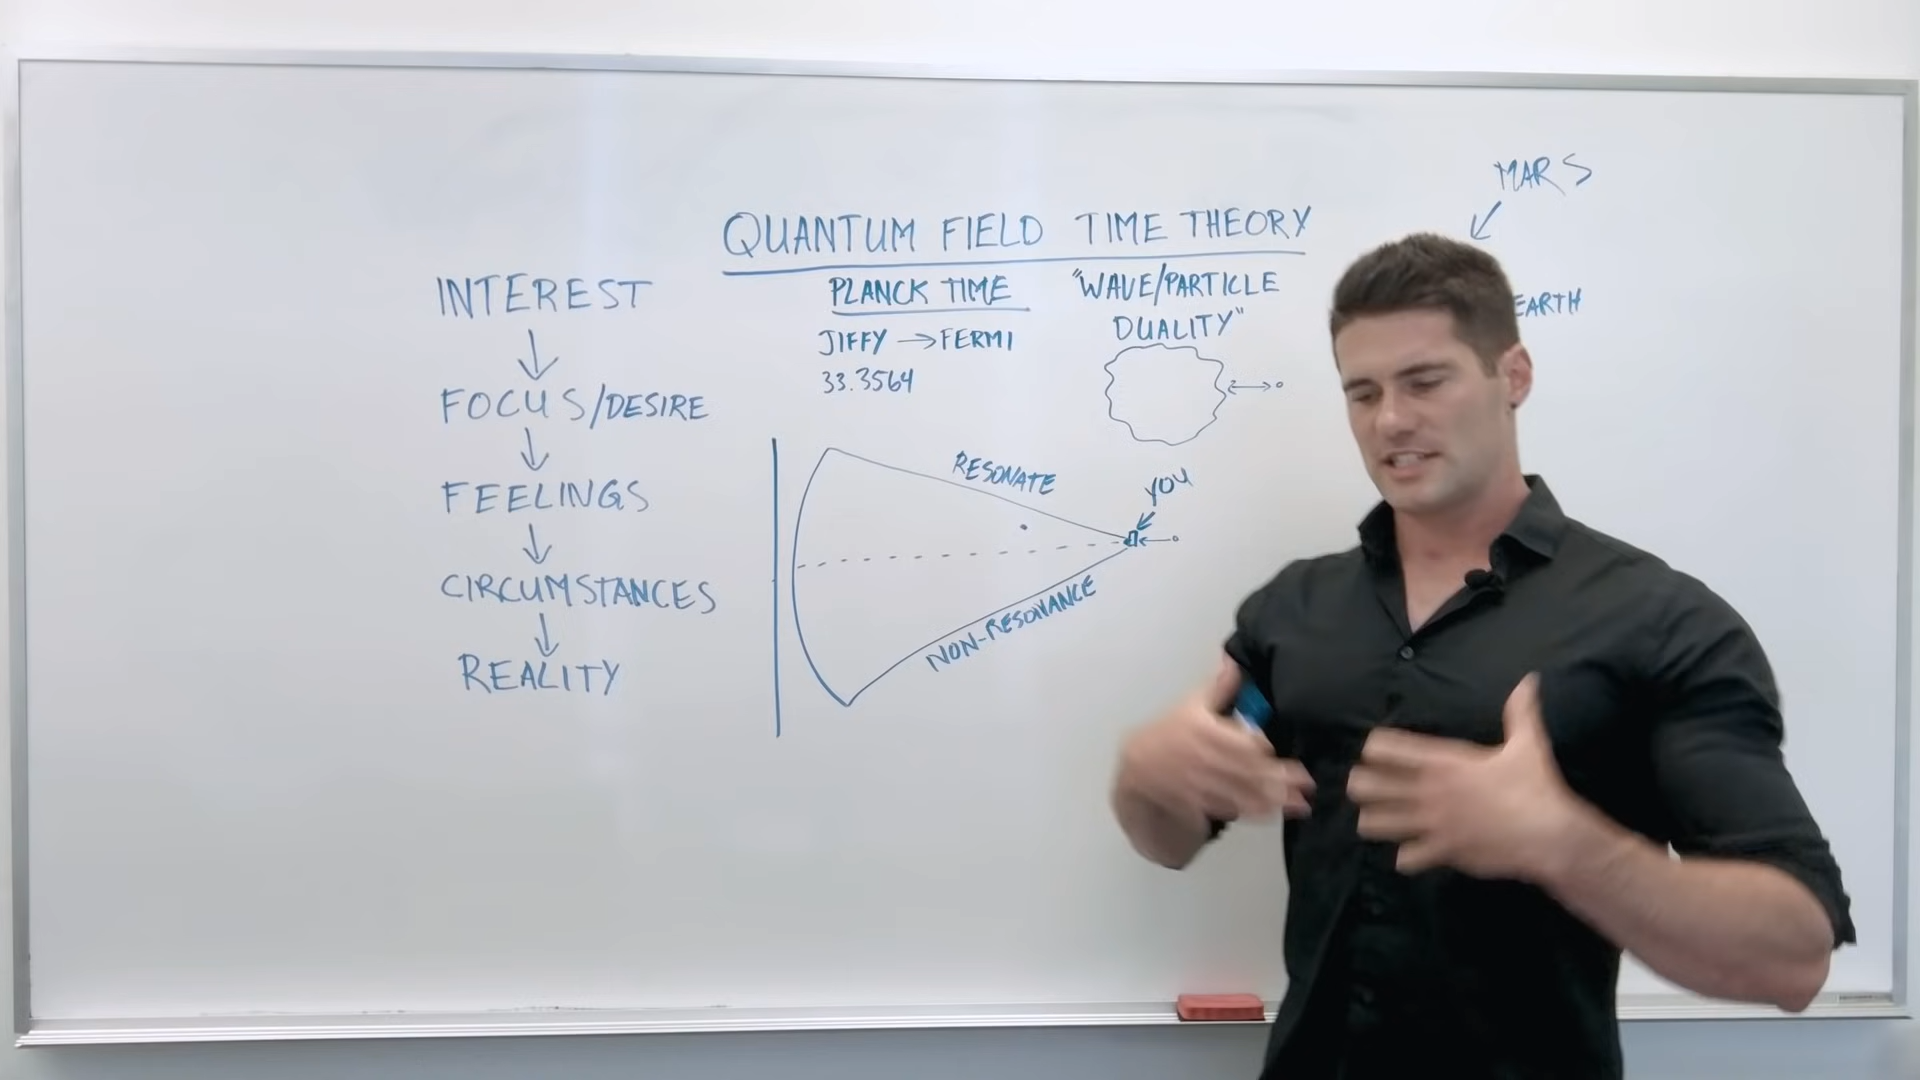 QUANTUM FIELD TIME THEORY
INTEREST
FOCUS/DESIRE
FEELINGS
CIRCUMSTANCES
REALITY
PLANCK TIME
JIFFY → FERMI
33.3564
"WAVE/PARTICLE
DUALITY"
RESONATE
YOU
NON-RESONANCE
MARS
EARTH